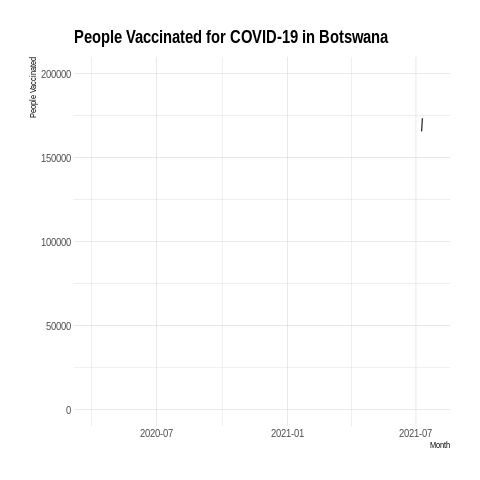 People Vaccinated for COVID-19 in Botswana
People Vaccinated
200000
150000
100000
50000
0
2020-07 2021-01 2021-07
Month